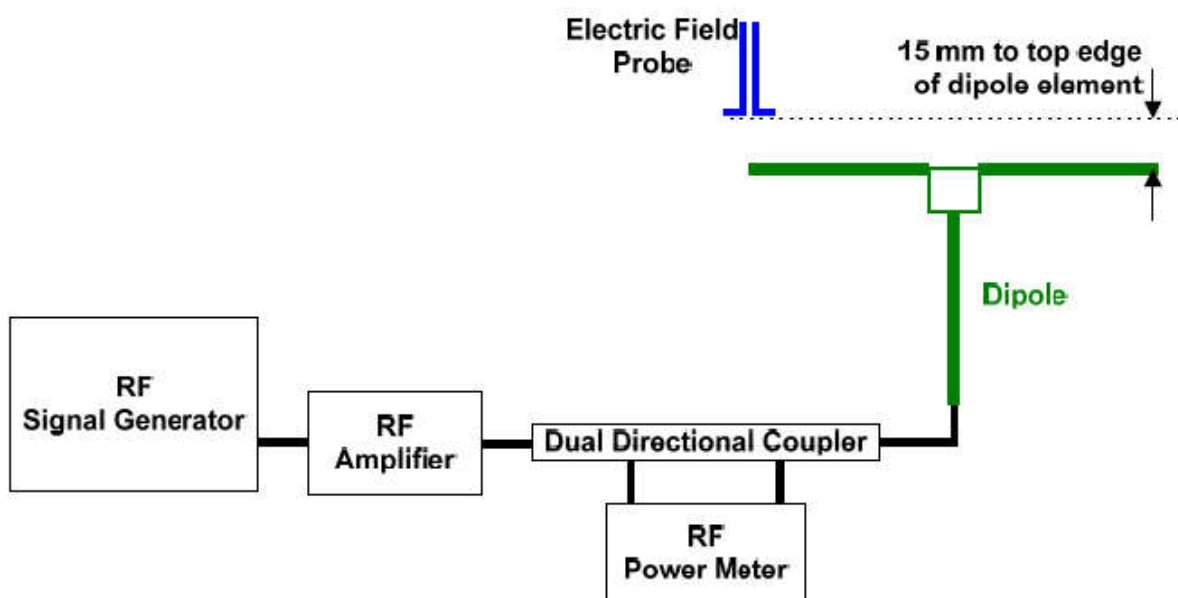 Electric Field
Probe
15 mm to top edge
of dipole element
Dipole
RF
Signal Generator
RF
Amplifier
Dual Directional Coupler
RF
Power Meter